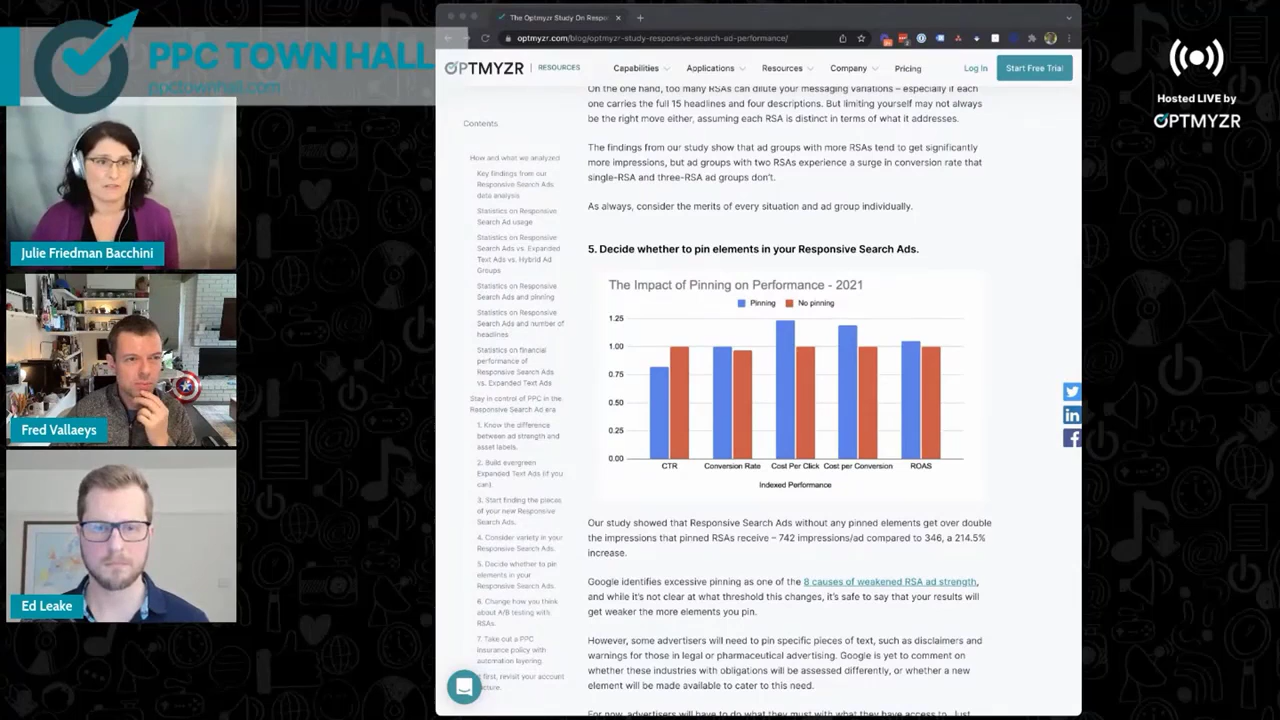 PPC TOWN HALL
ppctownhall.com
Julie Friedman Bacchini
Fred Vallaeys
Ed Leake
The Optmyzr Study On Respo
optmyzr.com/blog/optmyzr-study-responsive-search-ad-performance/
OPTMYZR | RESOURCES
Capabilities
Applications
Resources
Company
Pricing
Log In
Start Free Trial
Contents
How and what we analyzed
Key findings from our
Responsive Search Ads
data analysis
Statistics on Responsive
Search Ad usage
Statistics on Responsive
Search Ads vs. Expanded
Text Ads vs. Hybrid Ad
Groups
Statistics on Responsive
Search Ads and pinning
Statistics on Responsive
Search Ads and number of
headlines
Statistics on financial
performance of
Responsive Search Ads
vs. Expanded Text Ads
Stay in control of PPC in the
Responsive Search Ad era
1. Know the difference
between ad strength and
asset labels.
2. Build evergreen
Expanded Text Ads (if you
can).
3. Start finding the pieces
of your new Responsive
Search Ads.
4. Consider variety in your
Responsive Search Ads.
5. Decide whether to pin
elements in your
Responsive Search Ads.
6. Change how you think
about A/B testing with
RSAs.
7. Take out a PPC
insurance policy with
automation layering.
first, revisit your account
On the one hand, too many RSAs can dilute your messaging variations – especially if each
one carries the full 15 headlines and four descriptions. But limiting yourself may not always
be the right move either, assuming each RSA is distinct in terms of what it addresses.
The findings from our study show that ad groups with more RSAs tend to get significantly
more impressions, but ad groups with two RSAs experience a surge in conversion rate that
single-RSA and three-RSA ad groups don't.
As always, consider the merits of every situation and ad group individually.
5. Decide whether to pin elements in your Responsive Search Ads.
The Impact of Pinning on Performance - 2021
Pinning
No pinning
1.25
1.00
0.75
0.50
0.25
0.00
CTR
Conversion Rate
Cost Per Click
Cost per Conversion
ROAS
Indexed Performance
Our study showed that Responsive Search Ads without any pinned elements get over double
the impressions that pinned RSAs receive – 742 impressions/ad compared to 346, a 214.5%
increase.
Google identifies excessive pinning as one of the 8 causes of weakened RSA ad strength,
and while it's not clear at what threshold this changes, it's safe to say that your results will
get weaker the more elements you pin.
However, some advertisers will need to pin specific pieces of text, such as disclaimers and
warnings for those in legal or pharmaceutical advertising. Google is yet to comment on
whether these industries with obligations will be assessed differently, or whether a new
element will be made available to cater to this need.
For now, advertisers will have to do what they must with what they have access to. Just
Hosted LIVE by
OPTMYZR